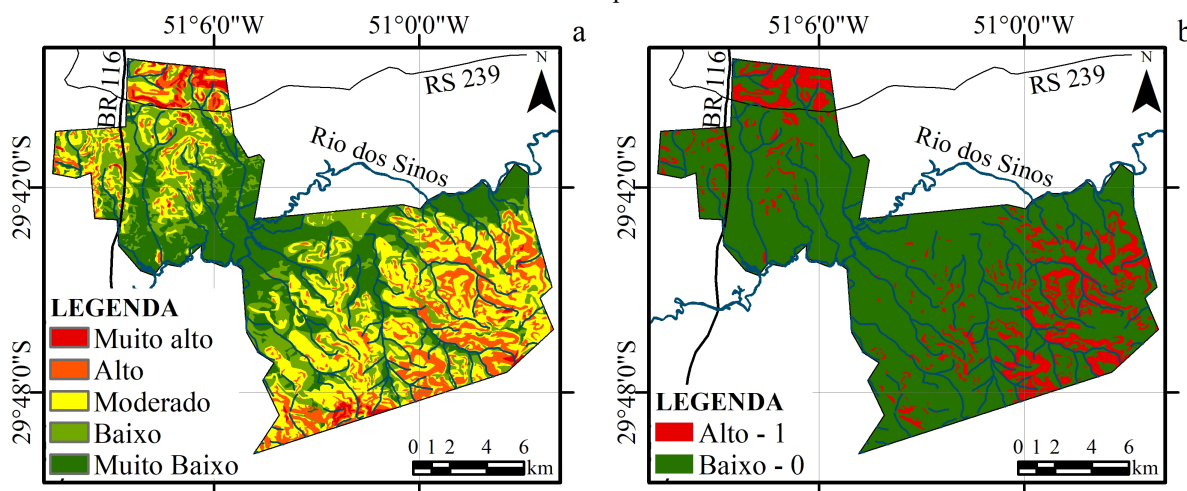 51°6'0"W
51°0'0"W
a
BR 116
RS 239
N
Rio dos Sinos
29°42'0"S
29°48'0"S
LEGENDA
Muito alto
Alto
Moderado
Baixo
Muito Baixo
0 1 2 4 6
km
51°6'0"W
51°0'0"W
b
BR 116
RS 239
N
Rio dos Sinos
29°42'0"S
29°48'0"S
LEGENDA
Alto - 1
Baixo - 0
0 1 2 4 6
km